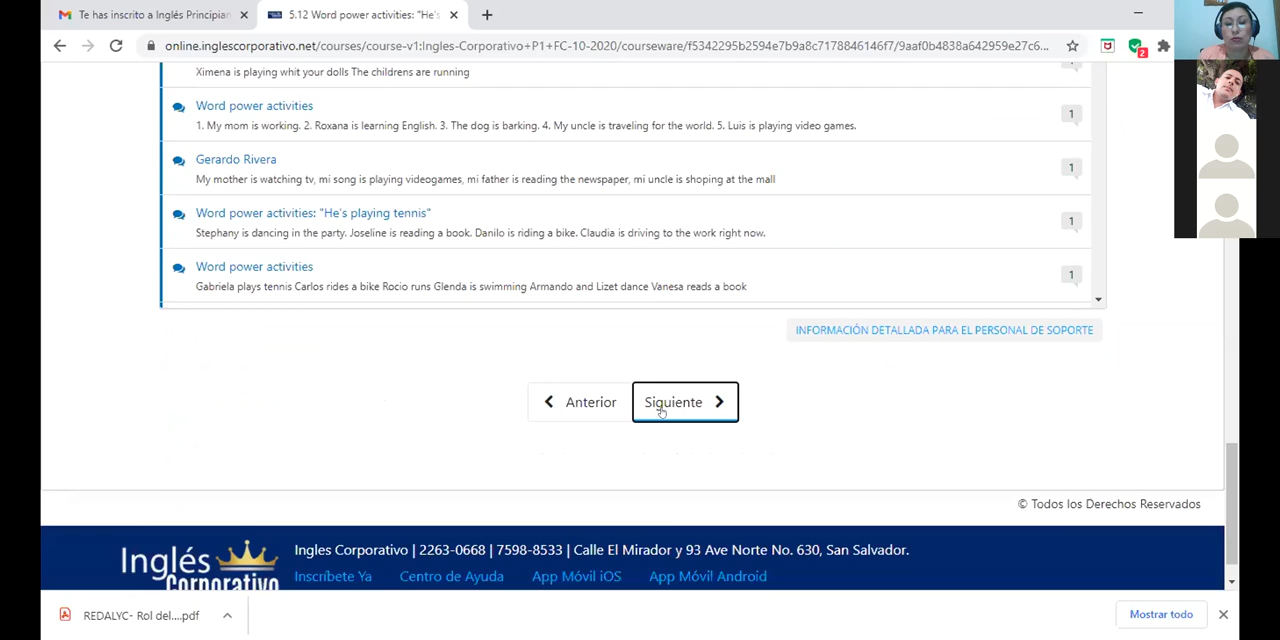 Te has inscrito a Inglés Principian
5.12 Word power activities: "He's
online.inglescorporativo.net/courses/course-v1:Ingles-Corporativo+P1+FC-10-2020/courseware/f5342295b2594e7b9a8c7178846146f7/9aaf0b4838a642959e27c6...
2
Ximena is playing whit your dolls The childrens are running
Word power activities
1
1. My mom is working. 2. Roxana is learning English. 3. The dog is barking. 4. My uncle is traveling for the world. 5. Luis is playing video games.
Gerardo Rivera
1
My mother is watching tv, mi song is playing videogames, mi father is reading the newspaper, mi uncle is shoping at the mall
Word power activities: "He's playing tennis"
1
Stephany is dancing in the party. Joseline is reading a book. Danilo is riding a bike. Claudia is driving to the work right now.
Word power activities
1
Gabriela plays tennis Carlos rides a bike Rocio runs Glenda is swimming Armando and Lizet dance Vanesa reads a book
INFORMACIÓN DETALLADA PARA EL PERSONAL DE SOPORTE
Anterior
Siguiente
© Todos los Derechos Reservados
Inglés Corporativo
Ingles Corporativo | 2263-0668 | 7598-8533 | Calle El Mirador y 93 Ave Norte No. 630, San Salvador.
Inscríbete Ya Centro de Ayuda App Móvil iOS App Móvil Android
REDALYC- Rol del....pdf
Mostrar todo